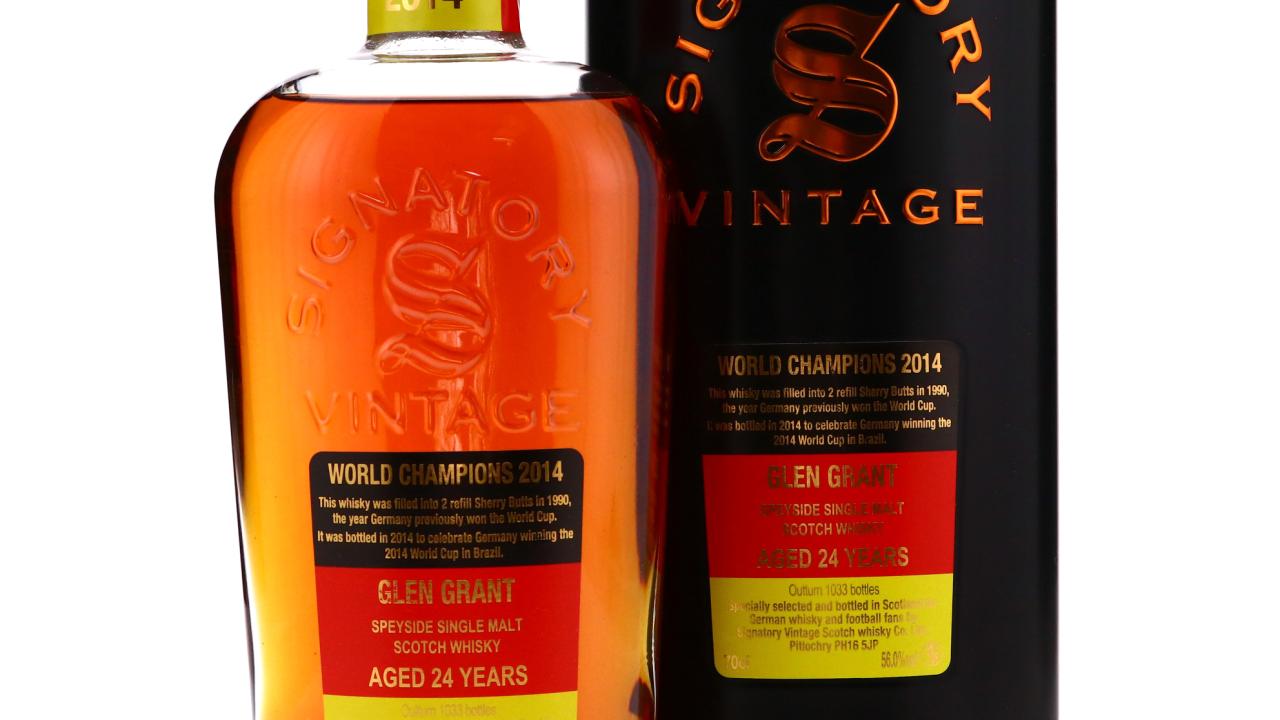 2014
SIGNATORY
S
VINTAGE
WORLD CHAMPIONS 2014
This whisky was filled into 2 refill Sherry Butts in 1990,
the year Germany previously won the World Cup.
It was bottled in 2014 to celebrate Germany winning the
2014 World Cup in Brazil.
GLEN GRANT
SPEYSIDE SINGLE MALT
SCOTCH WHISKY
AGED 24 YEARS
Outturn 1033 bottles
SIG ORY
S
VINTAGE
WORLD CHAMPIONS 2014
This whisky was filled into 2 refill Sherry Butts in 1990,
the year Germany previously won the World Cup.
It was bottled in 2014 to celebrate Germany winning the
2014 World Cup in Brazil.
GLEN GRANT
SPEYSIDE SINGLE MALT
SCOTCH WHISKY
AGED 24 YEARS
Outturn 1033 bottles
Specially selected and bottled in
German whisky and football fans by
Signatory Vintage Scotch whisky Co.
Pitlochry PH16 5JP
56.0%